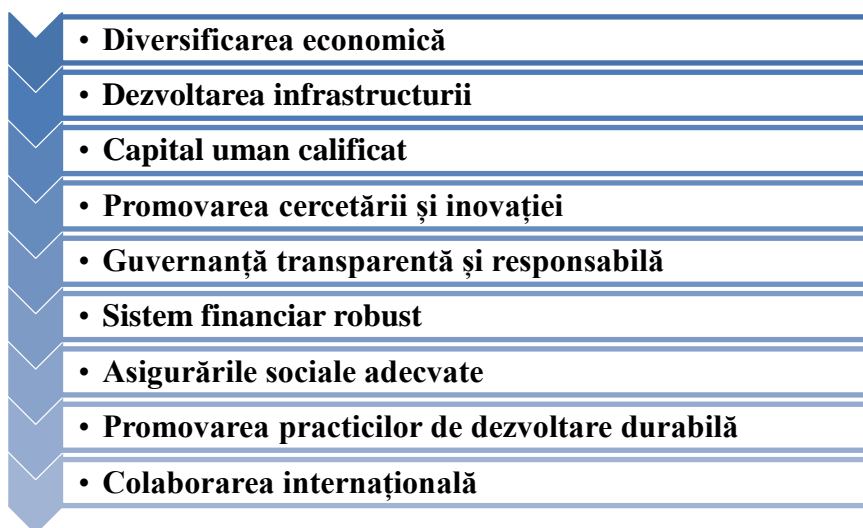 • Diversificarea economică
• Dezvoltarea infrastructurii
• Capital uman calificat
• Promovarea cercetării și inovației
• Guvernanță transparentă și responsabilă
• Sistem financiar robust
• Asigurările sociale adecvate
• Promovarea practicilor de dezvoltare durabilă
• Colaborarea internațională